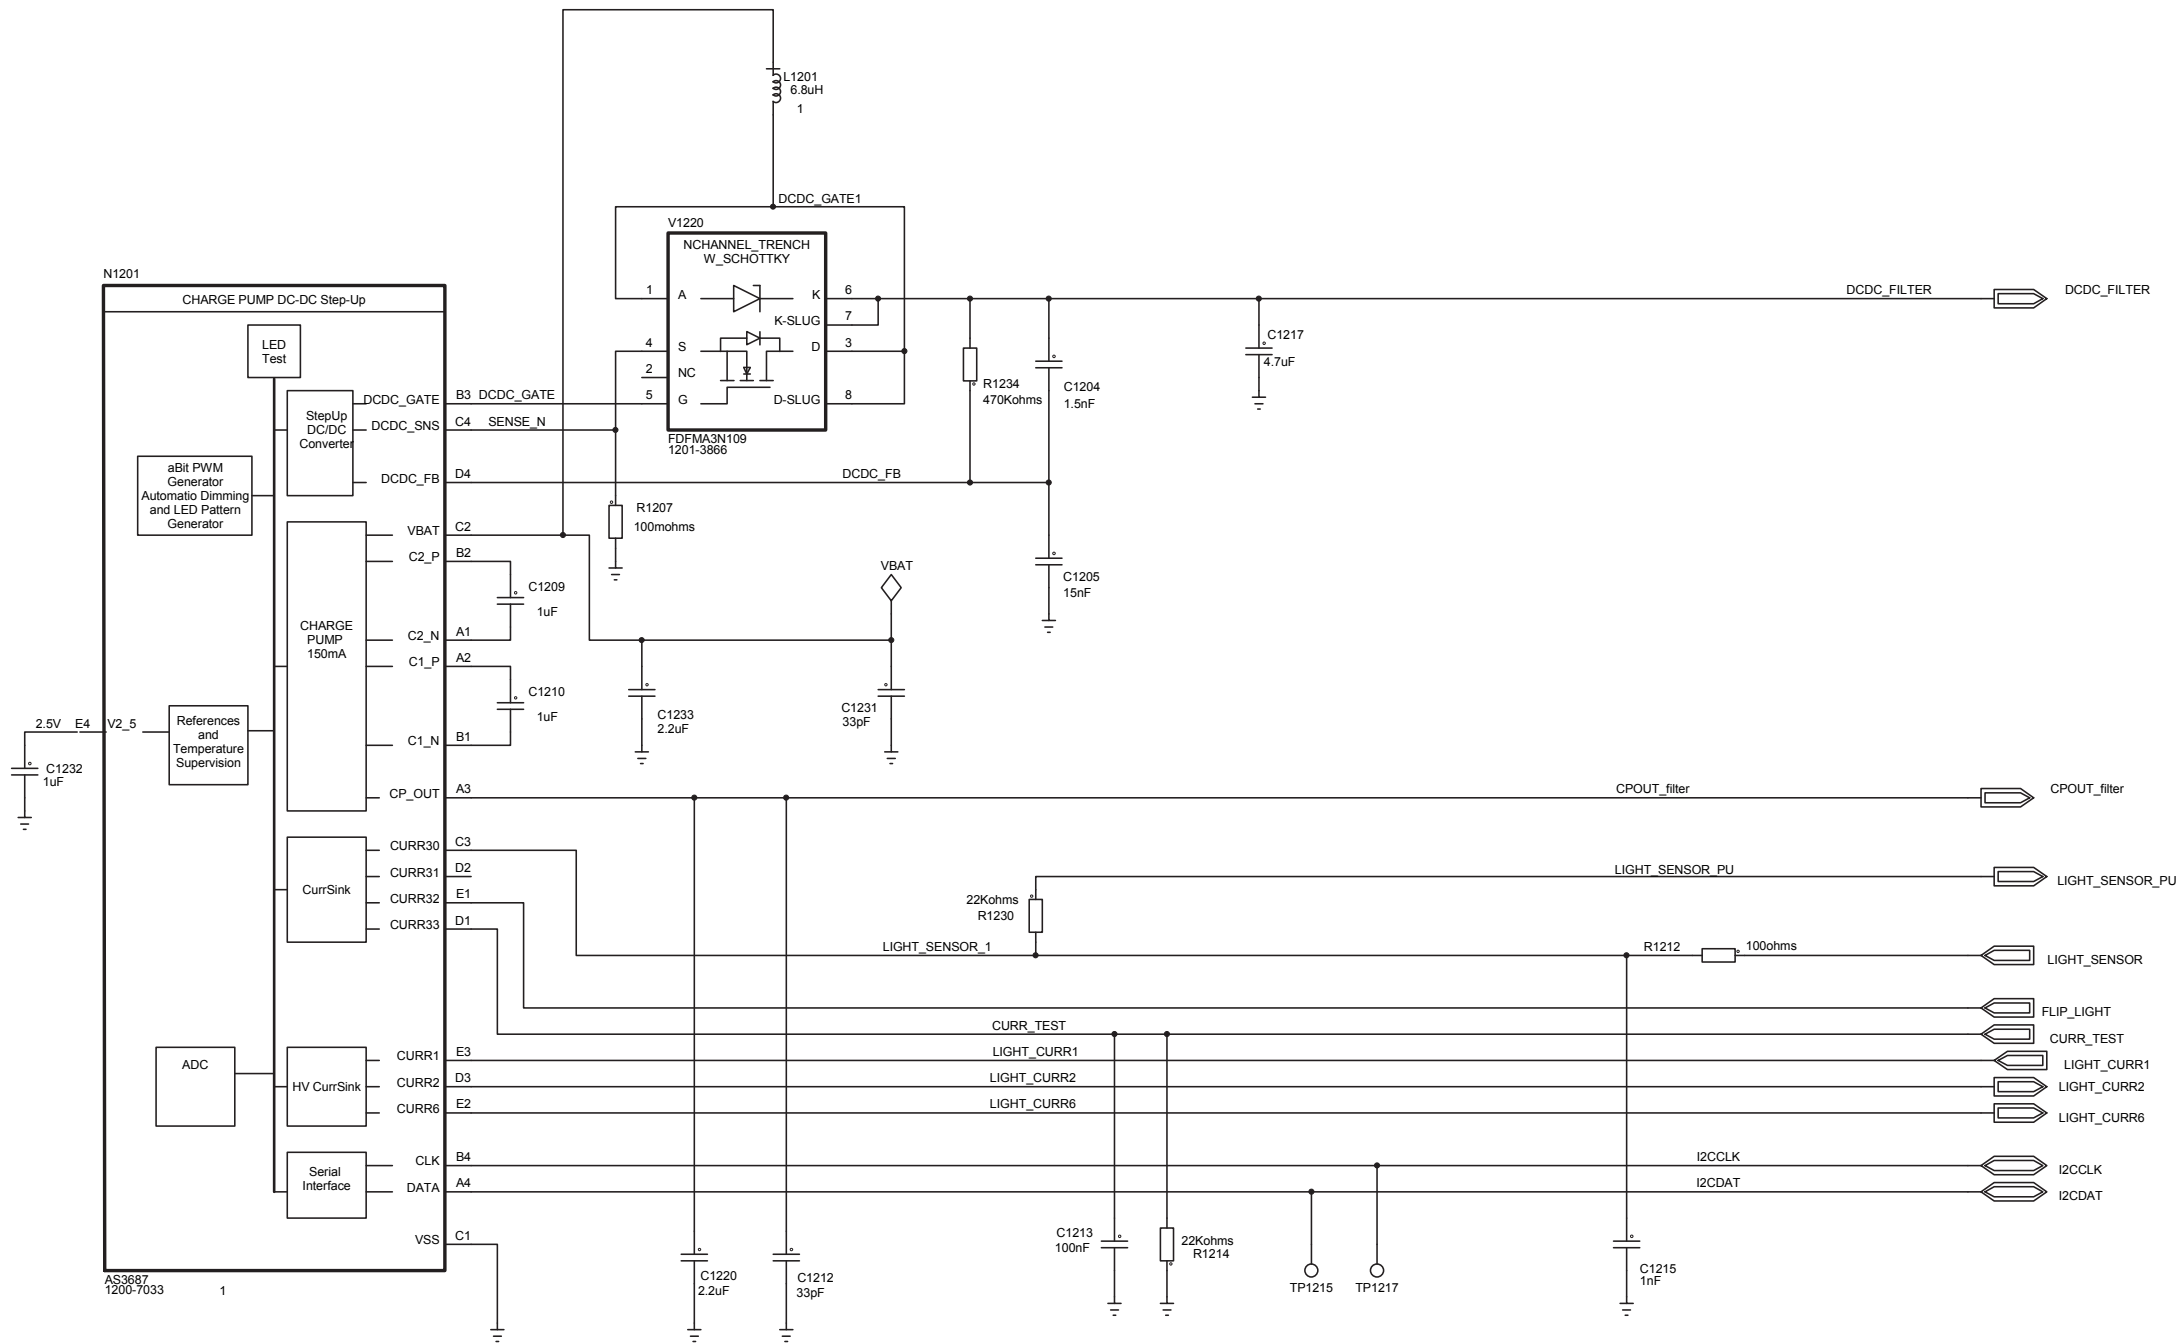 L1201
6.8uH
1
DCDC_GATE1
V1220
NCHANNEL_TRENCH
W_SCHOTTKY
1
A
K
6
K-SLUG
7
4
S
D
3
2
NC
5
G
D-SLUG
8
FDFMA3N109
1201-3866
DCDC_FILTER
DCDC_FILTER
C1217
4.7uF
R1234
470Kohms
C1204
1.5nF
N1201
CHARGE PUMP DC-DC Step-Up
LED
Test
StepUp
DC/DC
Converter
DCDC_GATE
B3
DCDC_GATE
DCDC_SNS
C4
SENSE_N
DCDC_FB
D4
DCDC_FB
aBit PWM
Generator
Automatio Dimming
and LED Pattern
Generator
R1207
100mohms
CHARGE
PUMP
150mA
VBAT
C2
C2_P
B2
C1209
1uF
C2_N
A1
C1_P
A2
C1210
1uF
C1_N
B1
VBAT
C1205
15nF
C1233
2.2uF
C1231
33pF
2.5V
E4
V2_5
References
and
Temperature
Supervision
C1232
1uF
CP_OUT
A3
CPOUT_filter
CPOUT_filter
CurrSink
CURR30
C3
CURR31
D2
CURR32
E1
CURR33
D1
LIGHT_SENSOR_PU
LIGHT_SENSOR_PU
22Kohms
R1230
LIGHT_SENSOR_1
R1212
100ohms
LIGHT_SENSOR
FLIP_LIGHT
CURR_TEST
CURR_TEST
ADC
HV CurrSink
CURR1
E3
LIGHT_CURR1
LIGHT_CURR1
CURR2
D3
LIGHT_CURR2
LIGHT_CURR2
CURR6
E2
LIGHT_CURR6
LIGHT_CURR6
Serial
Interface
CLK
B4
I2CCLK
I2CCLK
DATA
A4
I2CDAT
I2CDAT
VSS
C1
C1220
2.2uF
C1212
33pF
C1213
100nF
22Kohms
R1214
TP1215
TP1217
C1215
1nF
AS3687
1200-7033
1